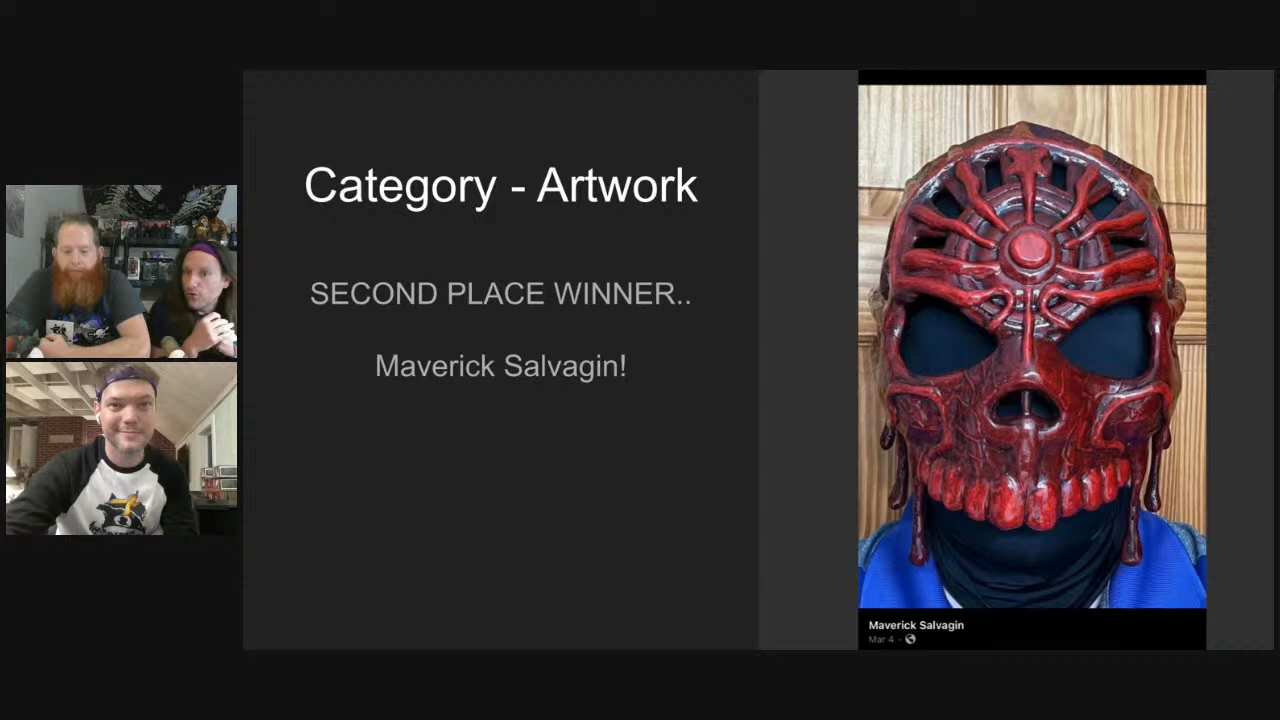 Category - Artwork
SECOND PLACE WINNER..
Maverick Salvagin!
Maverick Salvagin
Mar 4 ·